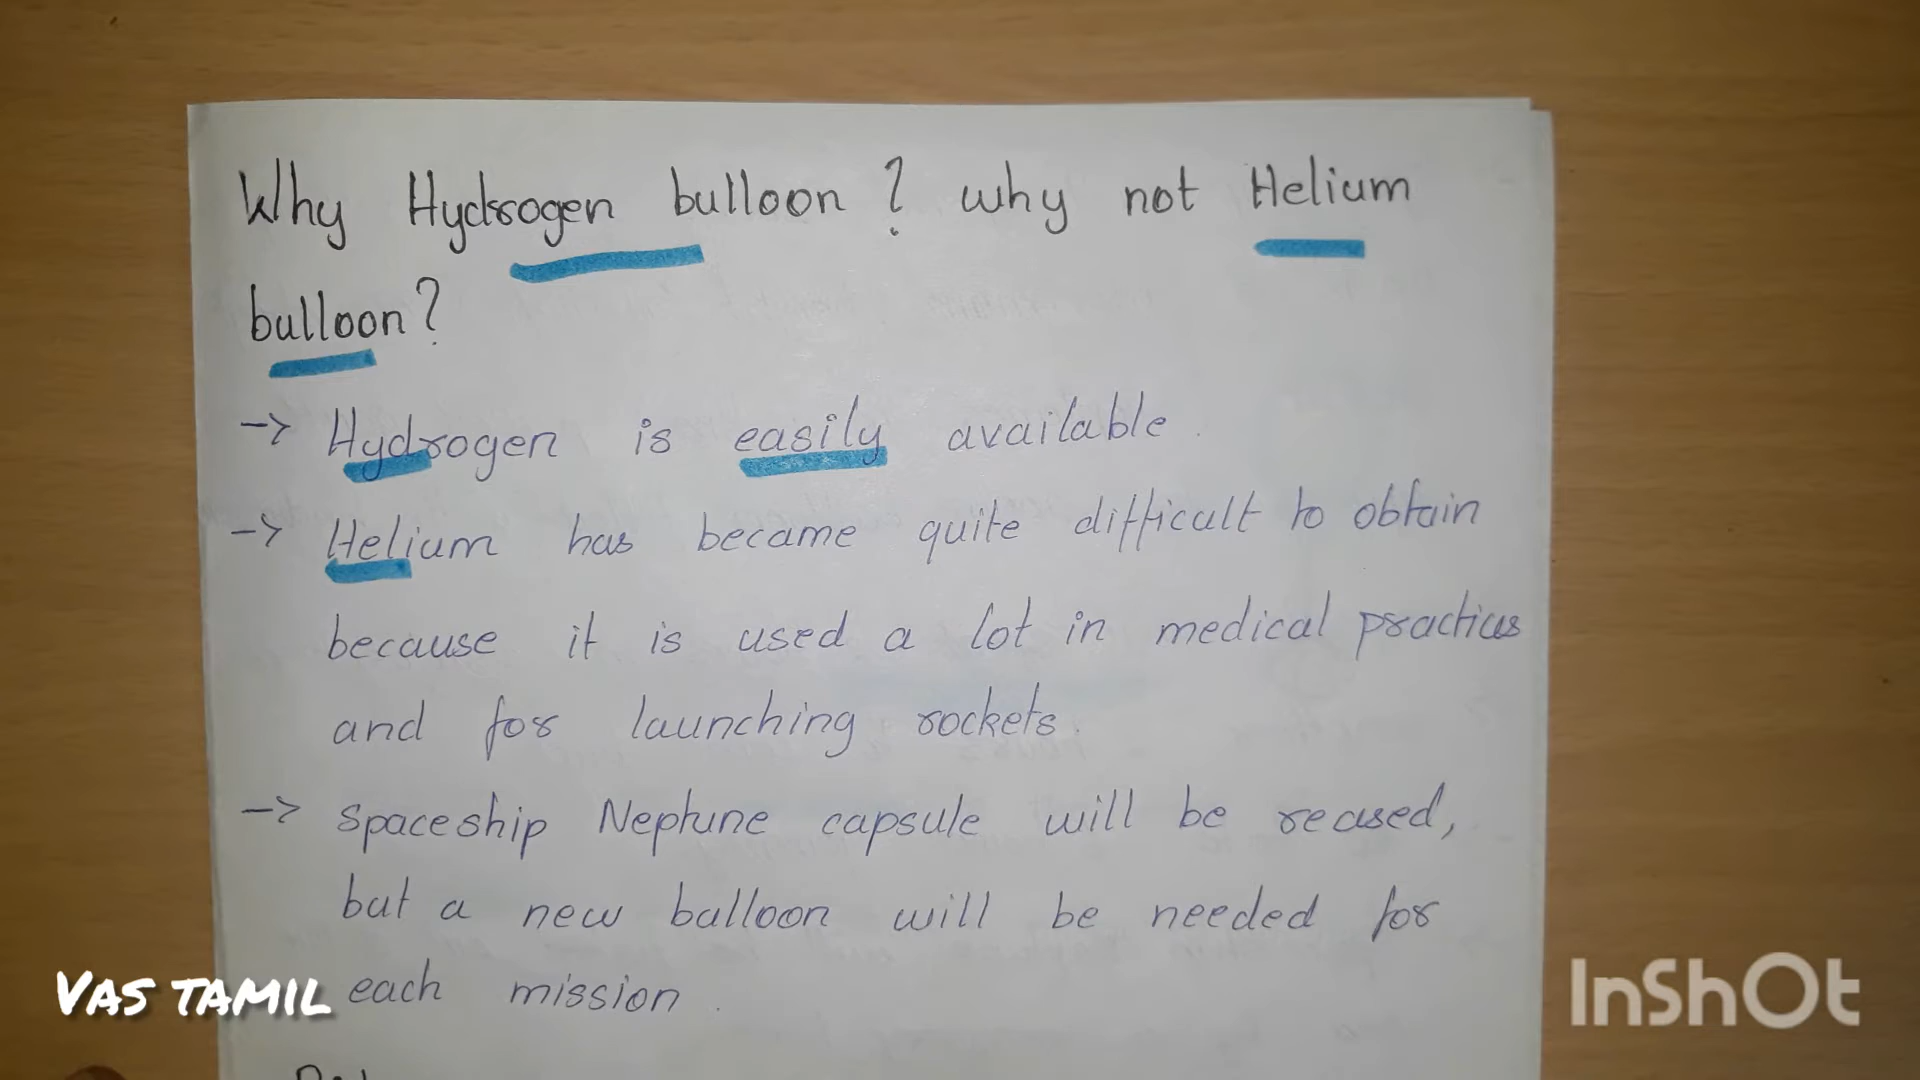 Why Hydrogen bulloon? why not Helium
bulloon?
-> Hydrogen is easily available.
-> Helium has became quite difficult to obtain
because it is used a lot in medical practices
and for launching rockets.
-> Spaceship Neptune capsule will be reused,
but a new balloon will be needed for
each mission.
VAS TAMIL
InShOt